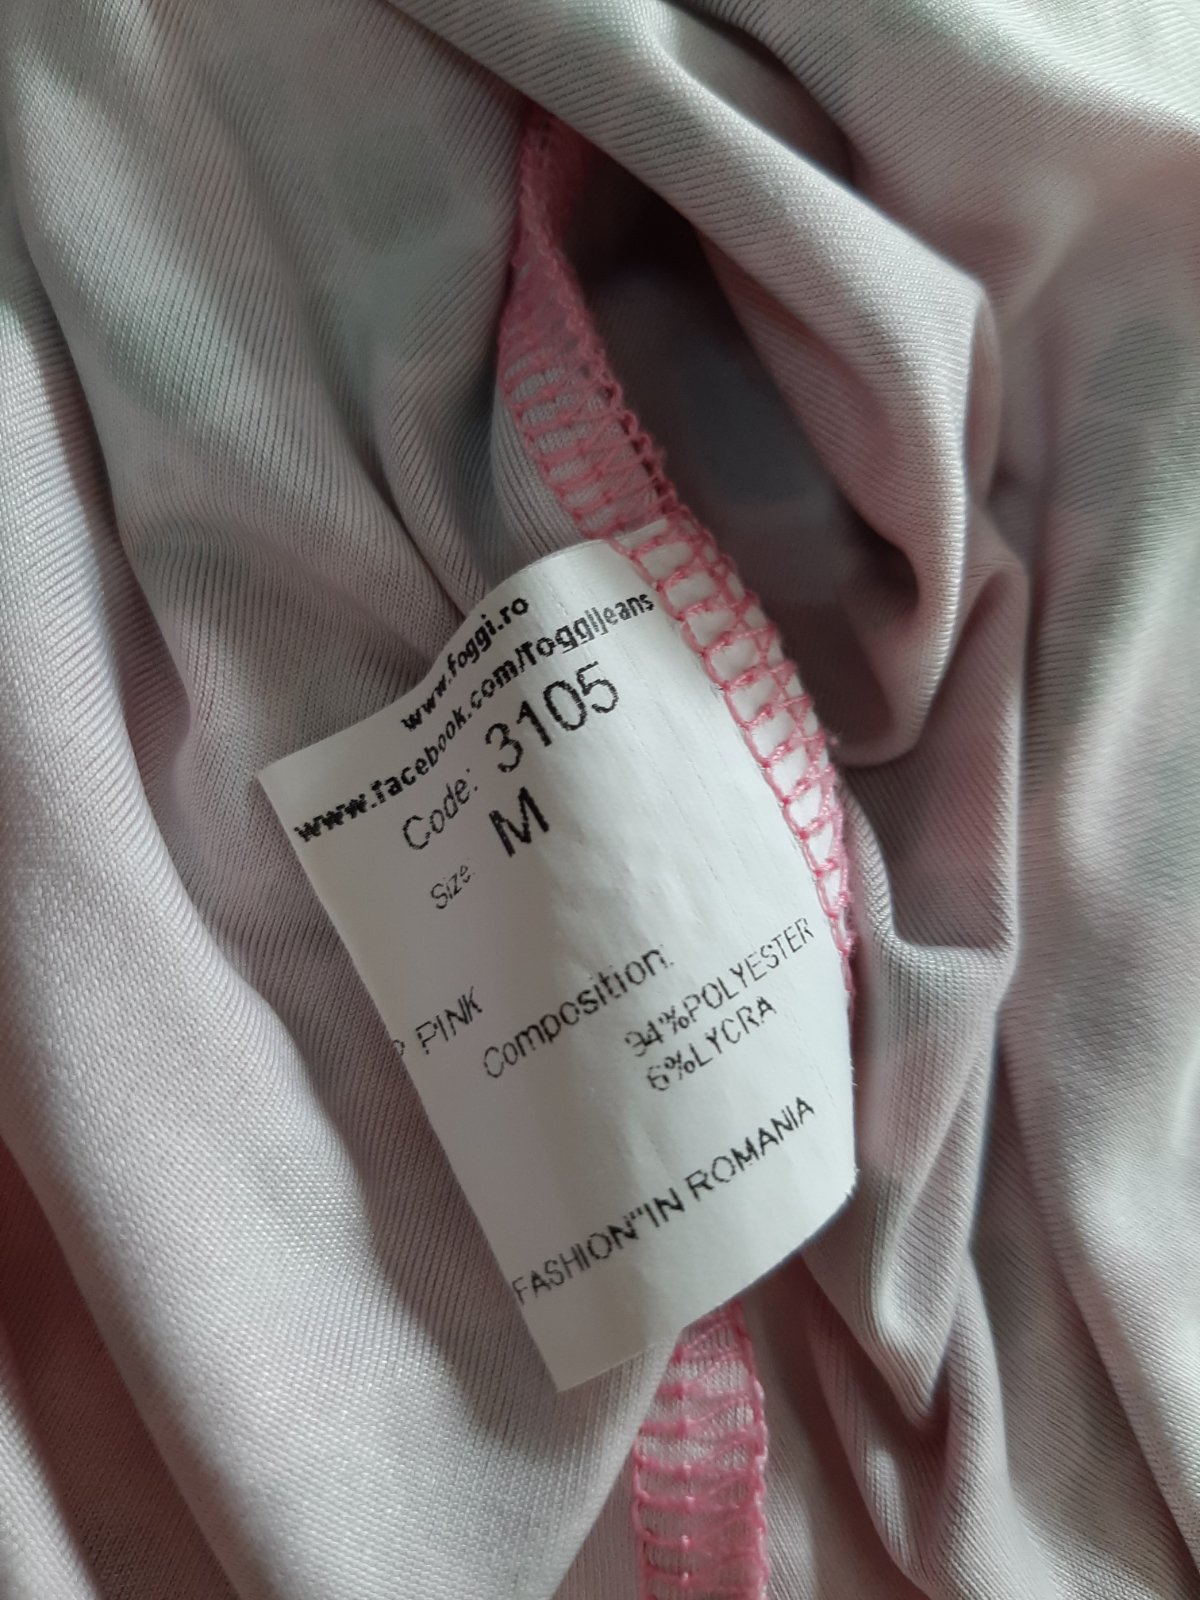 www.foggi.ro
www.facebook.com/foggijeans
Code: 3105
Size: M
PINK
Composition:
94%POLYESTER
6%LYCRA
FASHION"IN ROMANIA